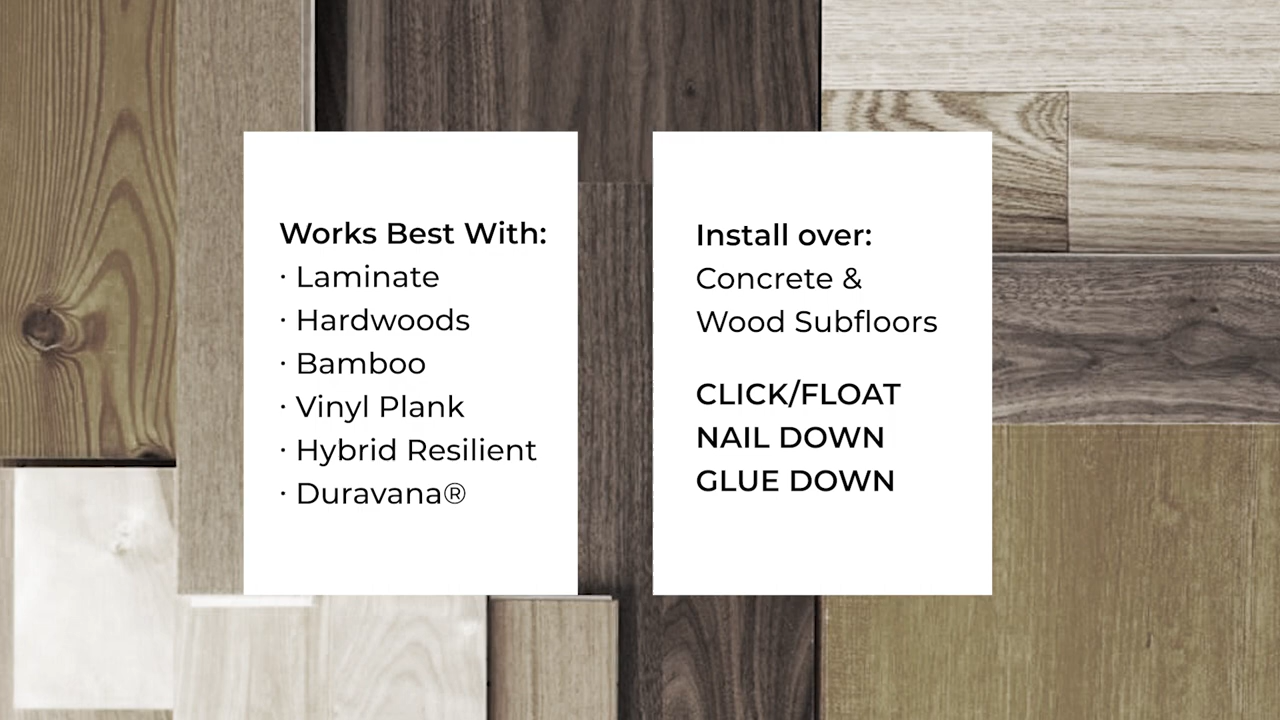 Works Best With:
· Laminate
· Hardwoods
· Bamboo
· Vinyl Plank
· Hybrid Resilient
· Duravana®
Install over:
Concrete &
Wood Subfloors
CLICK/FLOAT
NAIL DOWN
GLUE DOWN